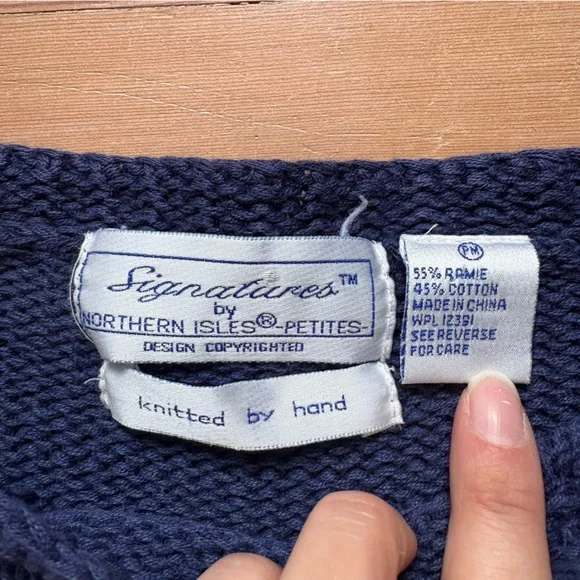 Signatures™
by
NORTHERN ISLES®-PETITES
DESIGN COPYRIGHTED
knitted by hand
PM
55% RAMIE
45% COTTON
MADE IN CHINA
WPL 12391
SEE REVERSE
FOR CARE